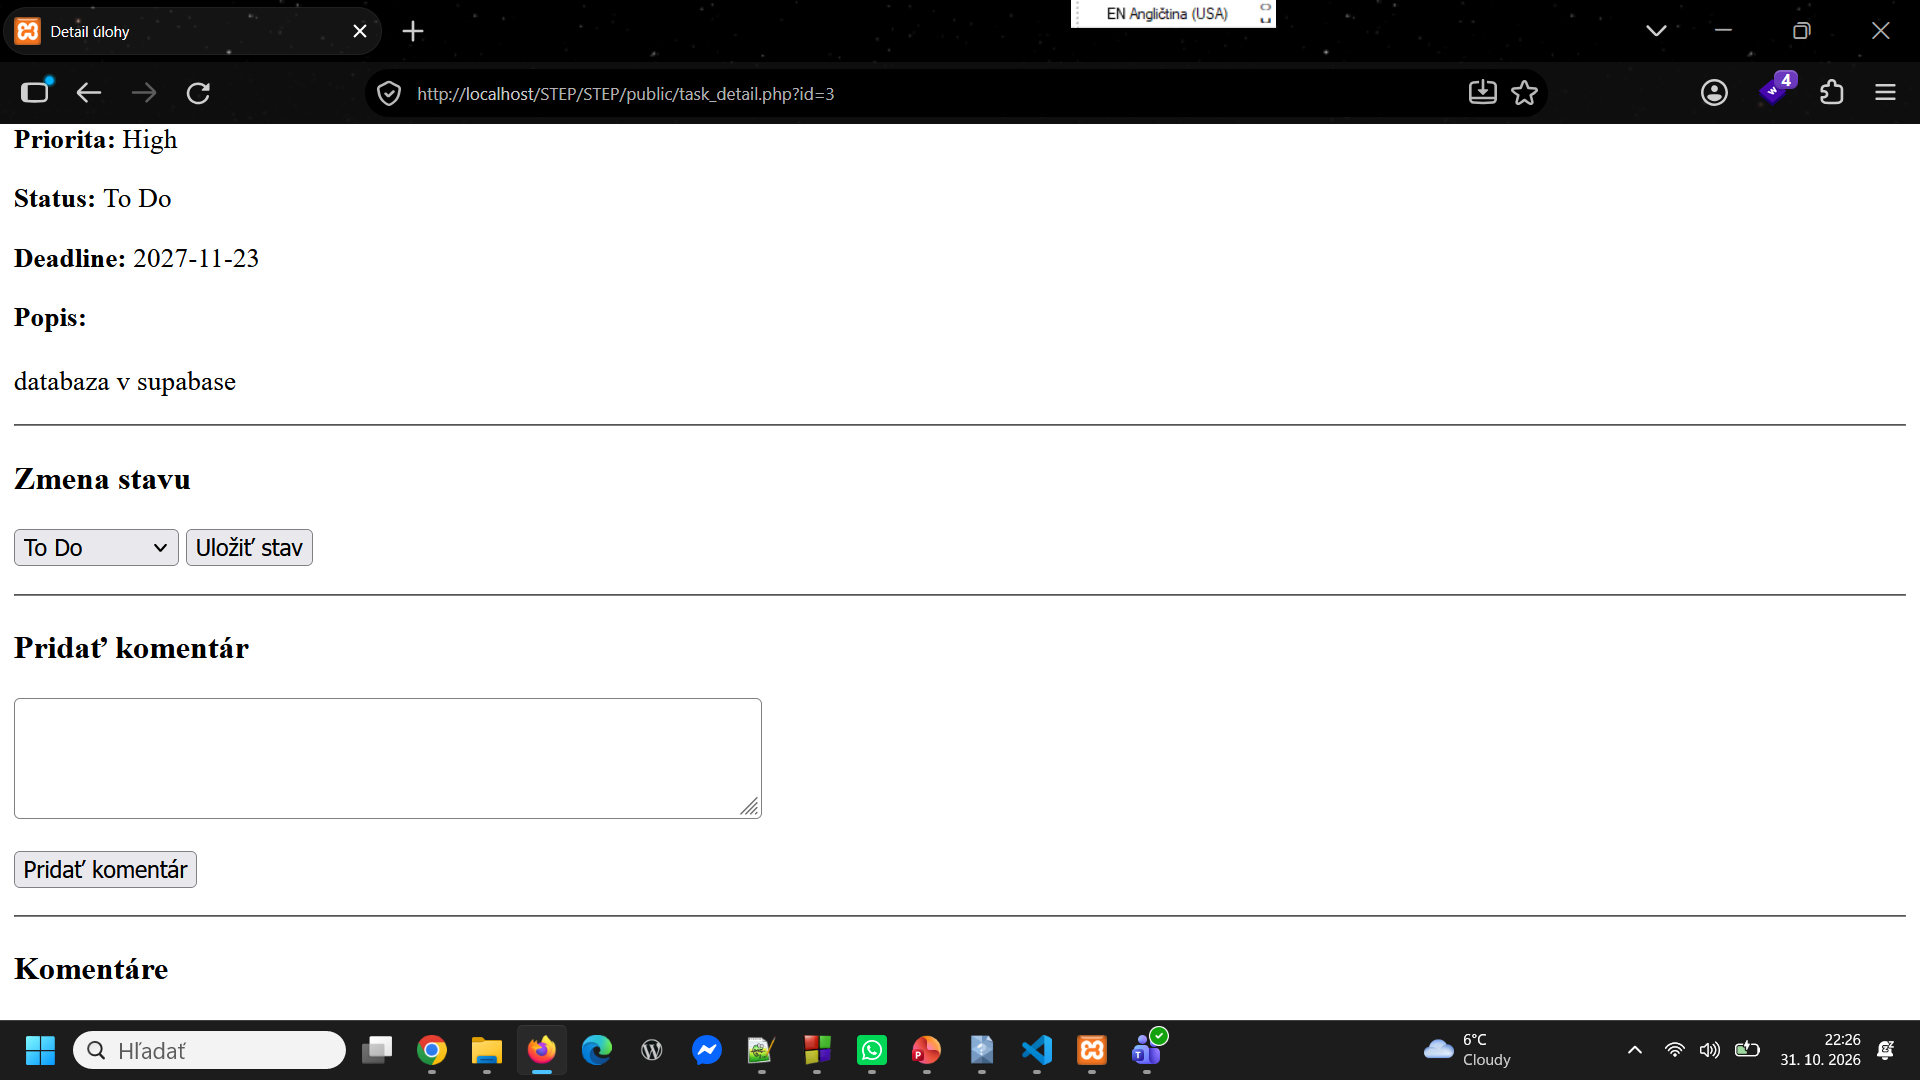 Detail úlohy
EN Angličtina (USA)
http://localhost/STEP/STEP/public/task_detail.php?id=3
4
Priorita: High
Status: To Do
Deadline: 2027-11-23
Popis:
databaza v supabase
Zmena stavu
To Do
Uložiť stav
Pridať komentár
Pridať komentár
Komentáre
Hľadať
6°C
Cloudy
22:26
31. 10. 2026